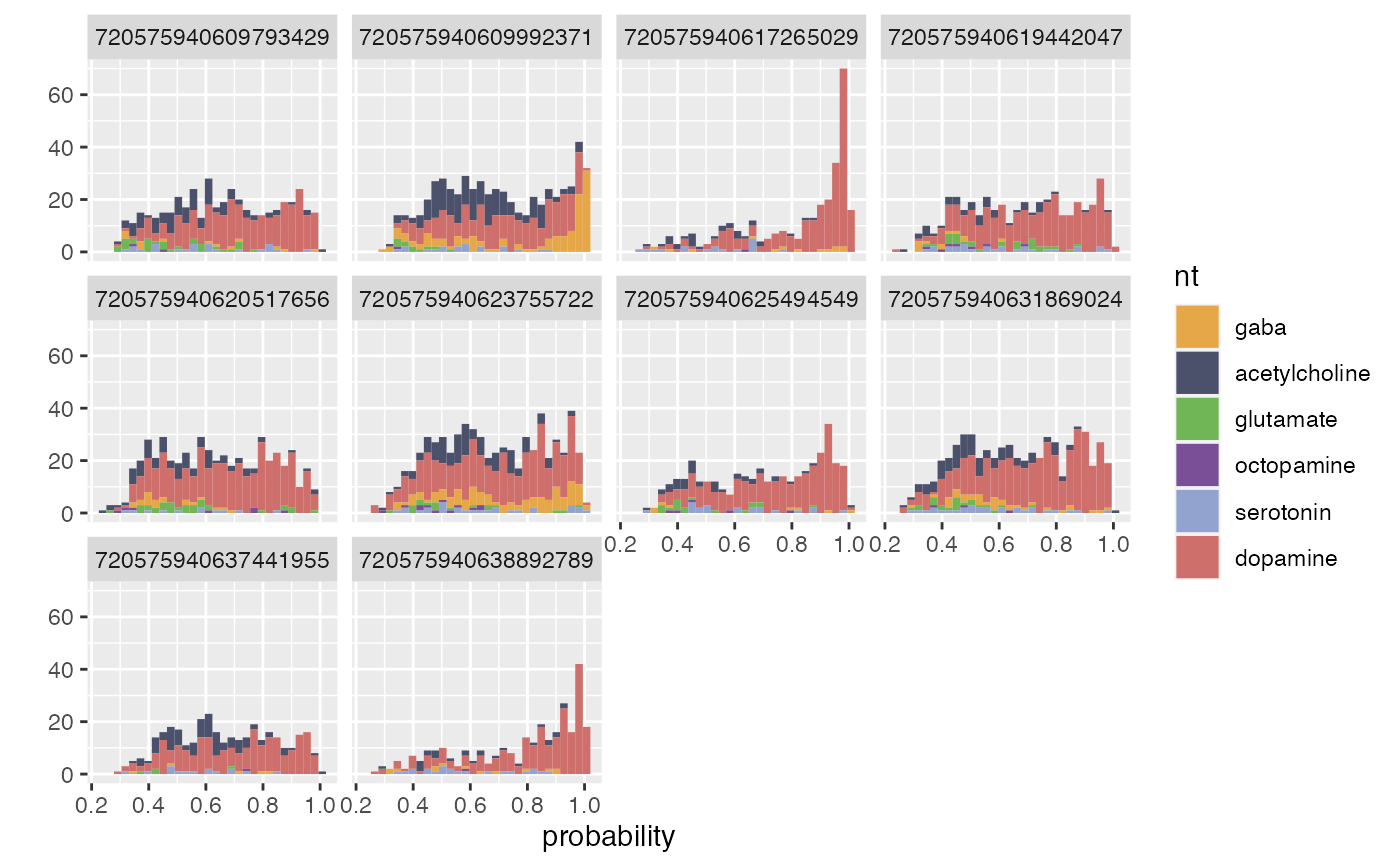 720575940609793429 720575940609992371 720575940617265029 720575940619442047
60
40
20
0
720575940620517656 720575940623755722 720575940625494549 720575940631869024
60
40
20
0
0.2 0.4 0.6 0.8 1.0 0.2 0.4 0.6 0.8 1.0
720575940637441955 720575940638892789
60
40
20
0
0.2 0.4 0.6 0.8 1.0 0.2 0.4 0.6 0.8 1.0
probability
nt
gaba
acetylcholine
glutamate
octopamine
serotonin
dopamine